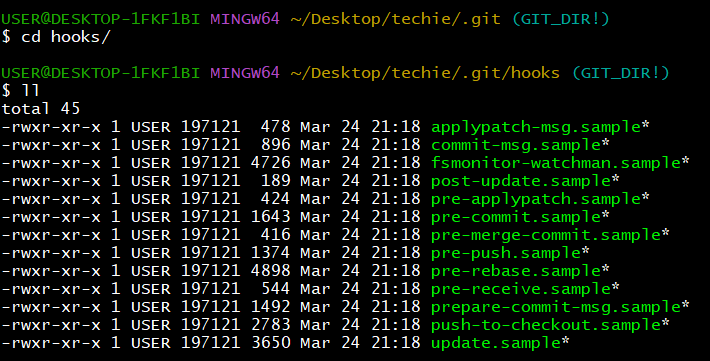 USER@DESKTOP-1FKF1BI MINGW64 ~/Desktop/techie/.git (GIT_DIR!)
$ cd hooks/
USER@DESKTOP-1FKF1BI MINGW64 ~/Desktop/techie/.git/hooks (GIT_DIR!)
$ ll
total 45
-rwxr-xr-x 1 USER 197121  478 Mar 24 21:18 applypatch-msg.sample*
-rwxr-xr-x 1 USER 197121  896 Mar 24 21:18 commit-msg.sample*
-rwxr-xr-x 1 USER 197121 4726 Mar 24 21:18 fsmonitor-watchman.sample*
-rwxr-xr-x 1 USER 197121  189 Mar 24 21:18 post-update.sample*
-rwxr-xr-x 1 USER 197121  424 Mar 24 21:18 pre-applypatch.sample*
-rwxr-xr-x 1 USER 197121 1643 Mar 24 21:18 pre-commit.sample*
-rwxr-xr-x 1 USER 197121  416 Mar 24 21:18 pre-merge-commit.sample*
-rwxr-xr-x 1 USER 197121 1374 Mar 24 21:18 pre-push.sample*
-rwxr-xr-x 1 USER 197121 4898 Mar 24 21:18 pre-rebase.sample*
-rwxr-xr-x 1 USER 197121  544 Mar 24 21:18 pre-receive.sample*
-rwxr-xr-x 1 USER 197121 1492 Mar 24 21:18 prepare-commit-msg.sample*
-rwxr-xr-x 1 USER 197121 2783 Mar 24 21:18 push-to-checkout.sample*
-rwxr-xr-x 1 USER 197121 3650 Mar 24 21:18 update.sample*